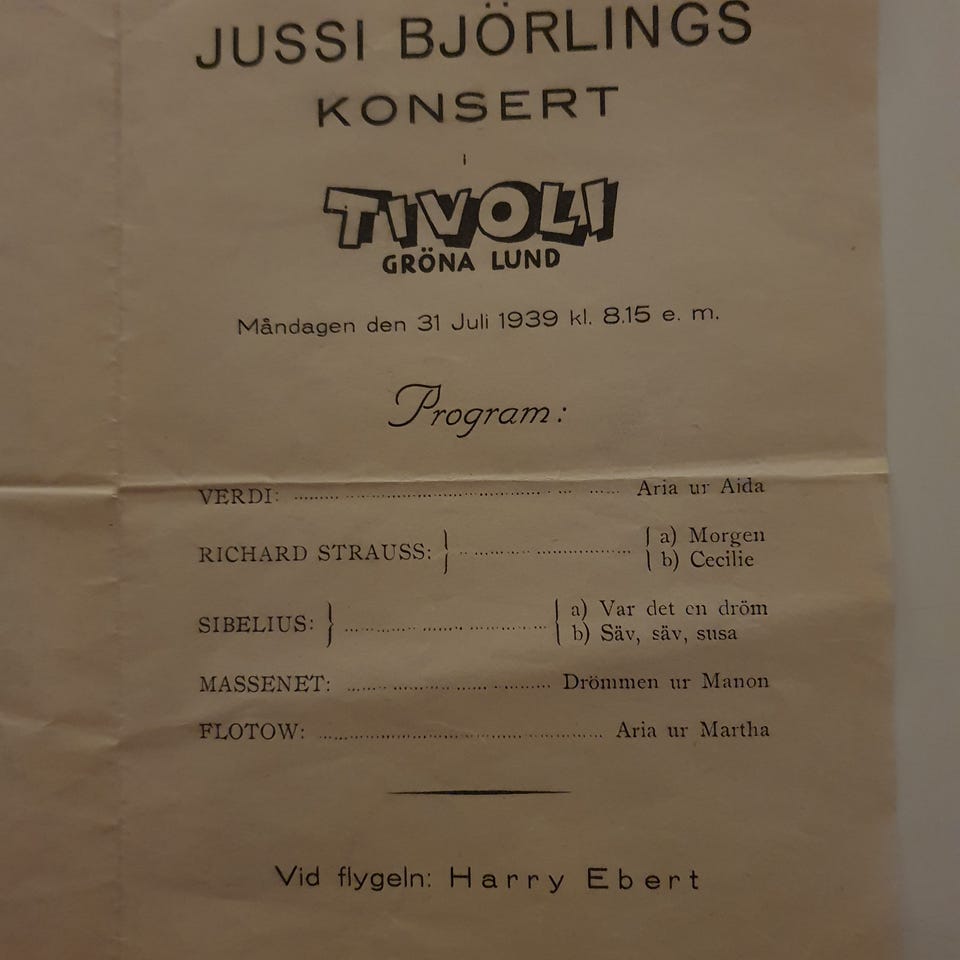 JUSSI BJÖRLINGS
KONSERT
I
TIVOLI
GRÖNA LUND
Måndagen den 31 Juli 1939 kl. 8.15 e. m.
Program:
VERDI: ........................ Aria ur Aida
RICHARD STRAUSS: } ........................ { a) Morgen
b) Cecilie
SIBELIUS: } ........................ { a) Var det en dröm
b) Säv, säv, susa
MASSENET: ........................ Drömmen ur Manon
FLOTOW: ........................ Aria ur Martha
Vid flygeln: Harry Ebert